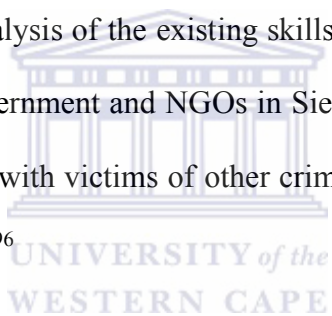 alysis of the existing skills
ernment and NGOs in Sie
with victims of other crim
96
UNIVERSITY of the
WESTERN CAPE